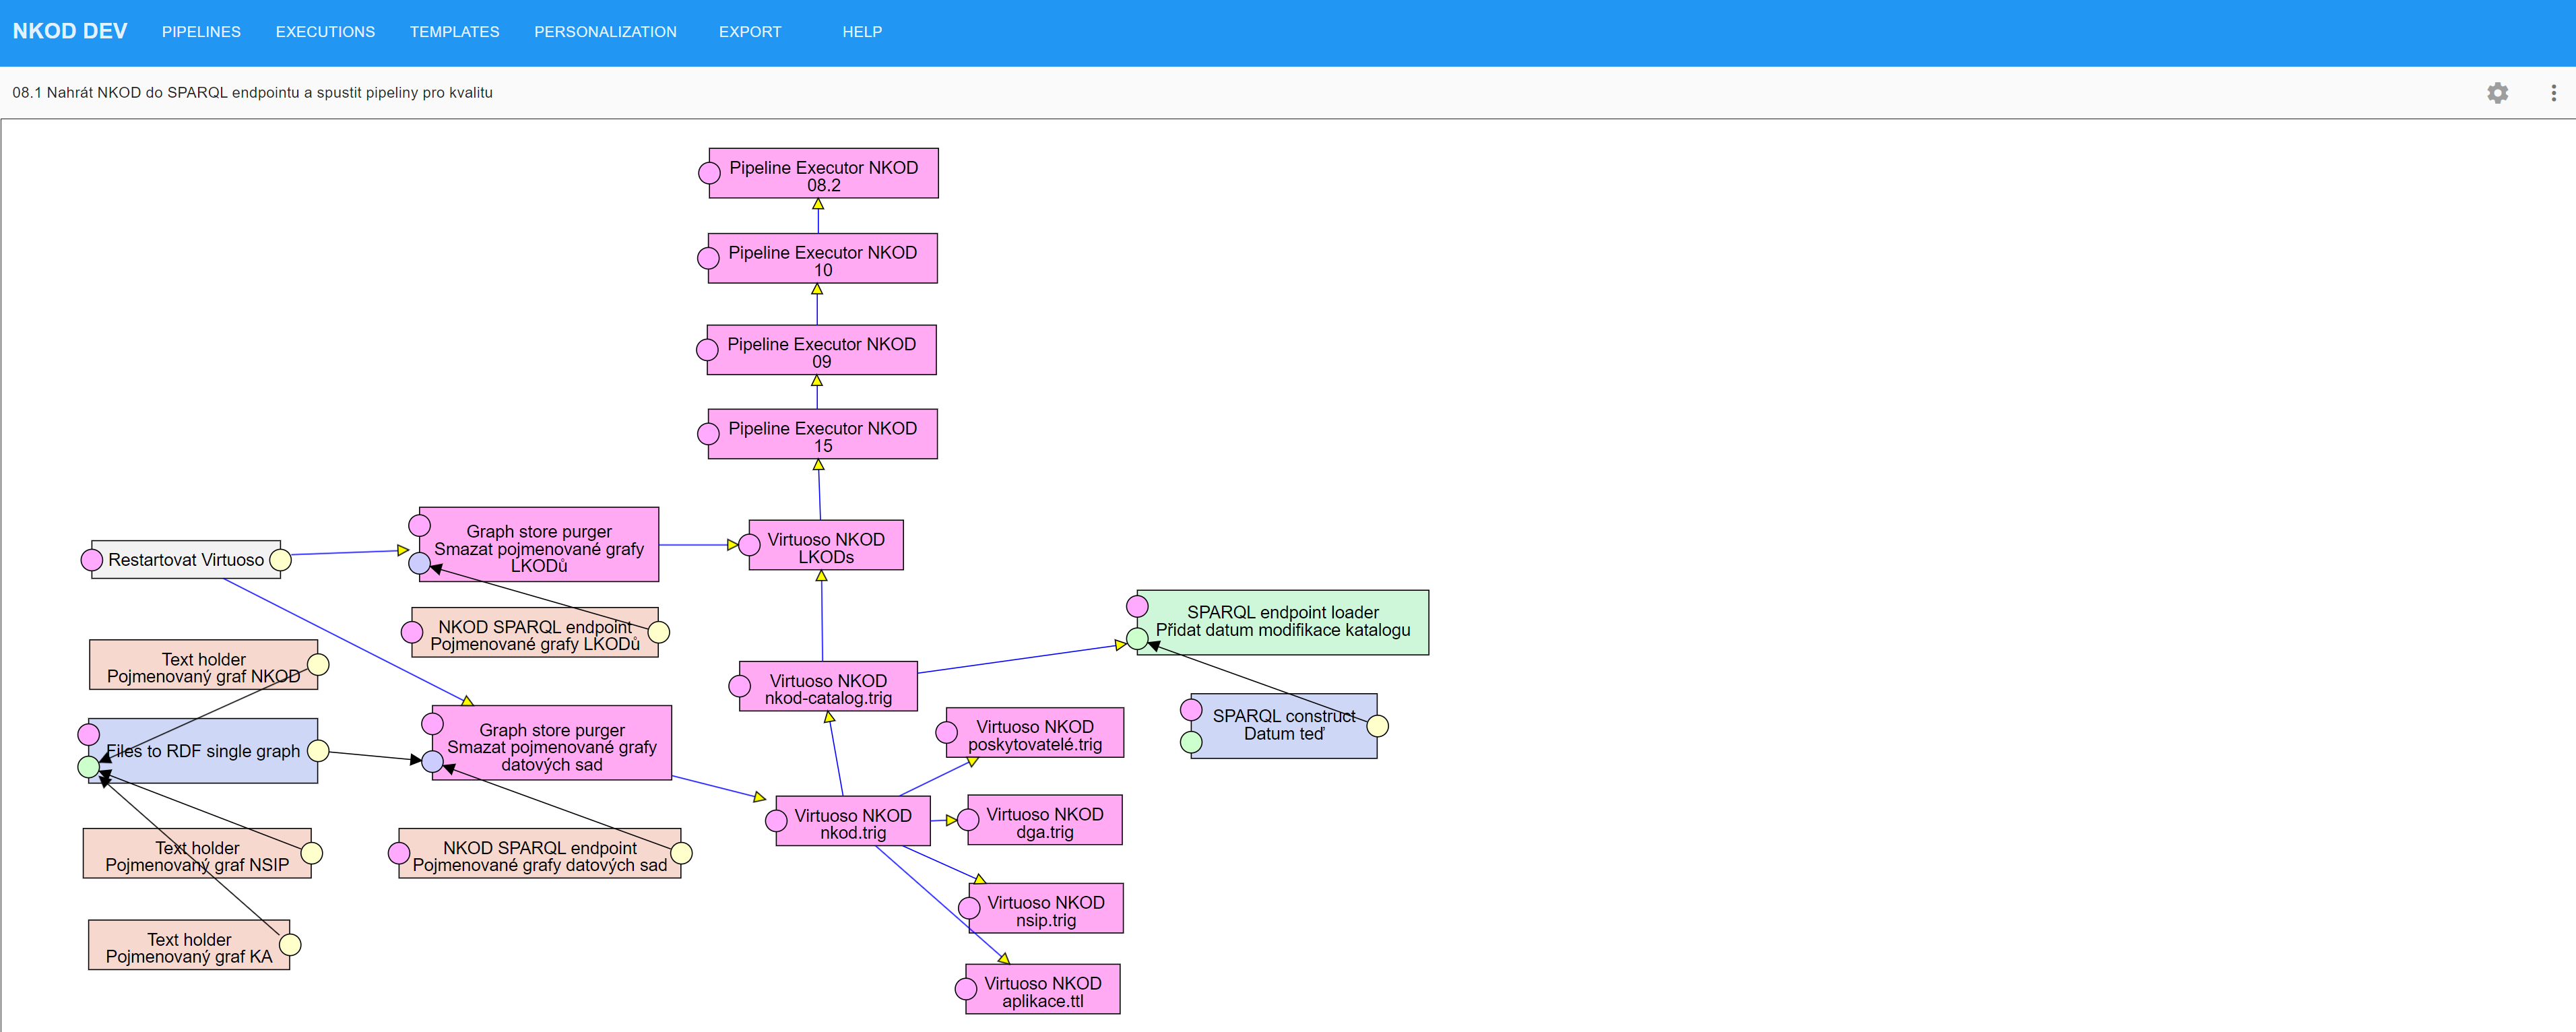 NKOD DEV PIPELINES EXECUTIONS TEMPLATES PERSONALIZATION EXPORT HELP
08.1 Nahrát NKOD do SPARQL endpointu a spustit pipeliny pro kvalitu
Pipeline Executor NKOD
08.2
Pipeline Executor NKOD
10
Pipeline Executor NKOD
09
Pipeline Executor NKOD
15
Restartovat Virtuoso
Graph store purger
Smazat pojmenované grafy
LKODů
Virtuoso NKOD
LKODs
NKOD SPARQL endpoint
Pojmenované grafy LKODů
SPARQL endpoint loader
Přidat datum modifikace katalogu
Text holder
Pojmenovaný graf NKOD
Virtuoso NKOD
nkod-catalog.trig
Files to RDF single graph
Graph store purger
Smazat pojmenované grafy
datových sad
Virtuoso NKOD
poskytovatelé.trig
SPARQL construct
Datum teď
Virtuoso NKOD
nkod.trig
Virtuoso NKOD
dga.trig
Text holder
Pojmenovaný graf NSIP
NKOD SPARQL endpoint
Pojmenované grafy datových sad
Virtuoso NKOD
nsip.trig
Text holder
Pojmenovaný graf KA
Virtuoso NKOD
aplikace.ttl